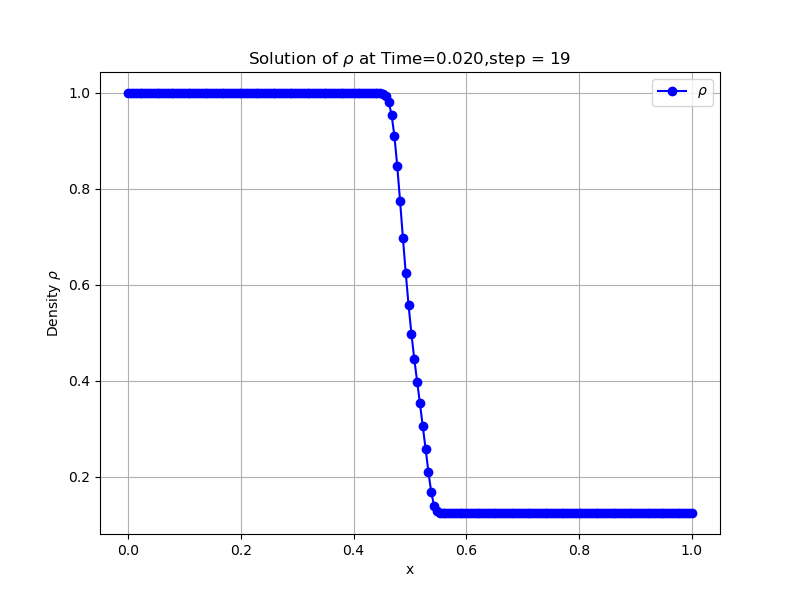 Solution of ρ at Time=0.020,step = 19
ρ
1.0
0.8
0.6
0.4
0.2
Density ρ
0.0
0.2
0.4
0.6
0.8
1.0
x